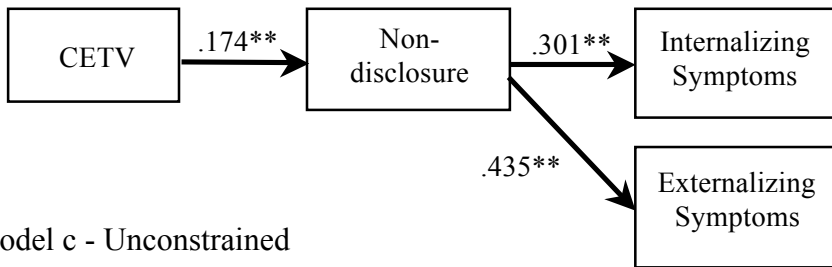 CETV
.174**
Non-
disclosure
.301**
Internalizing
Symptoms
.435**
Externalizing
Symptoms
odel c - Unconstrained